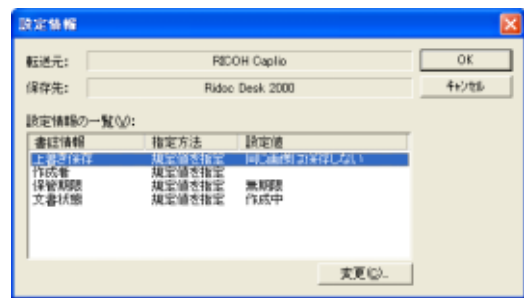 設定情報
転送元: RICOH Caplio OK
保存先: Ridoc Desk 2000 キャンセル
設定情報の一覧(V):
書誌情報 指定方法 設定値
上書き保存 規定値を指定 同じ画像は保存しない
作成者 規定値を指定
保管期限 規定値を指定 無期限
文書状態 規定値を指定 作成中
変更(C)...